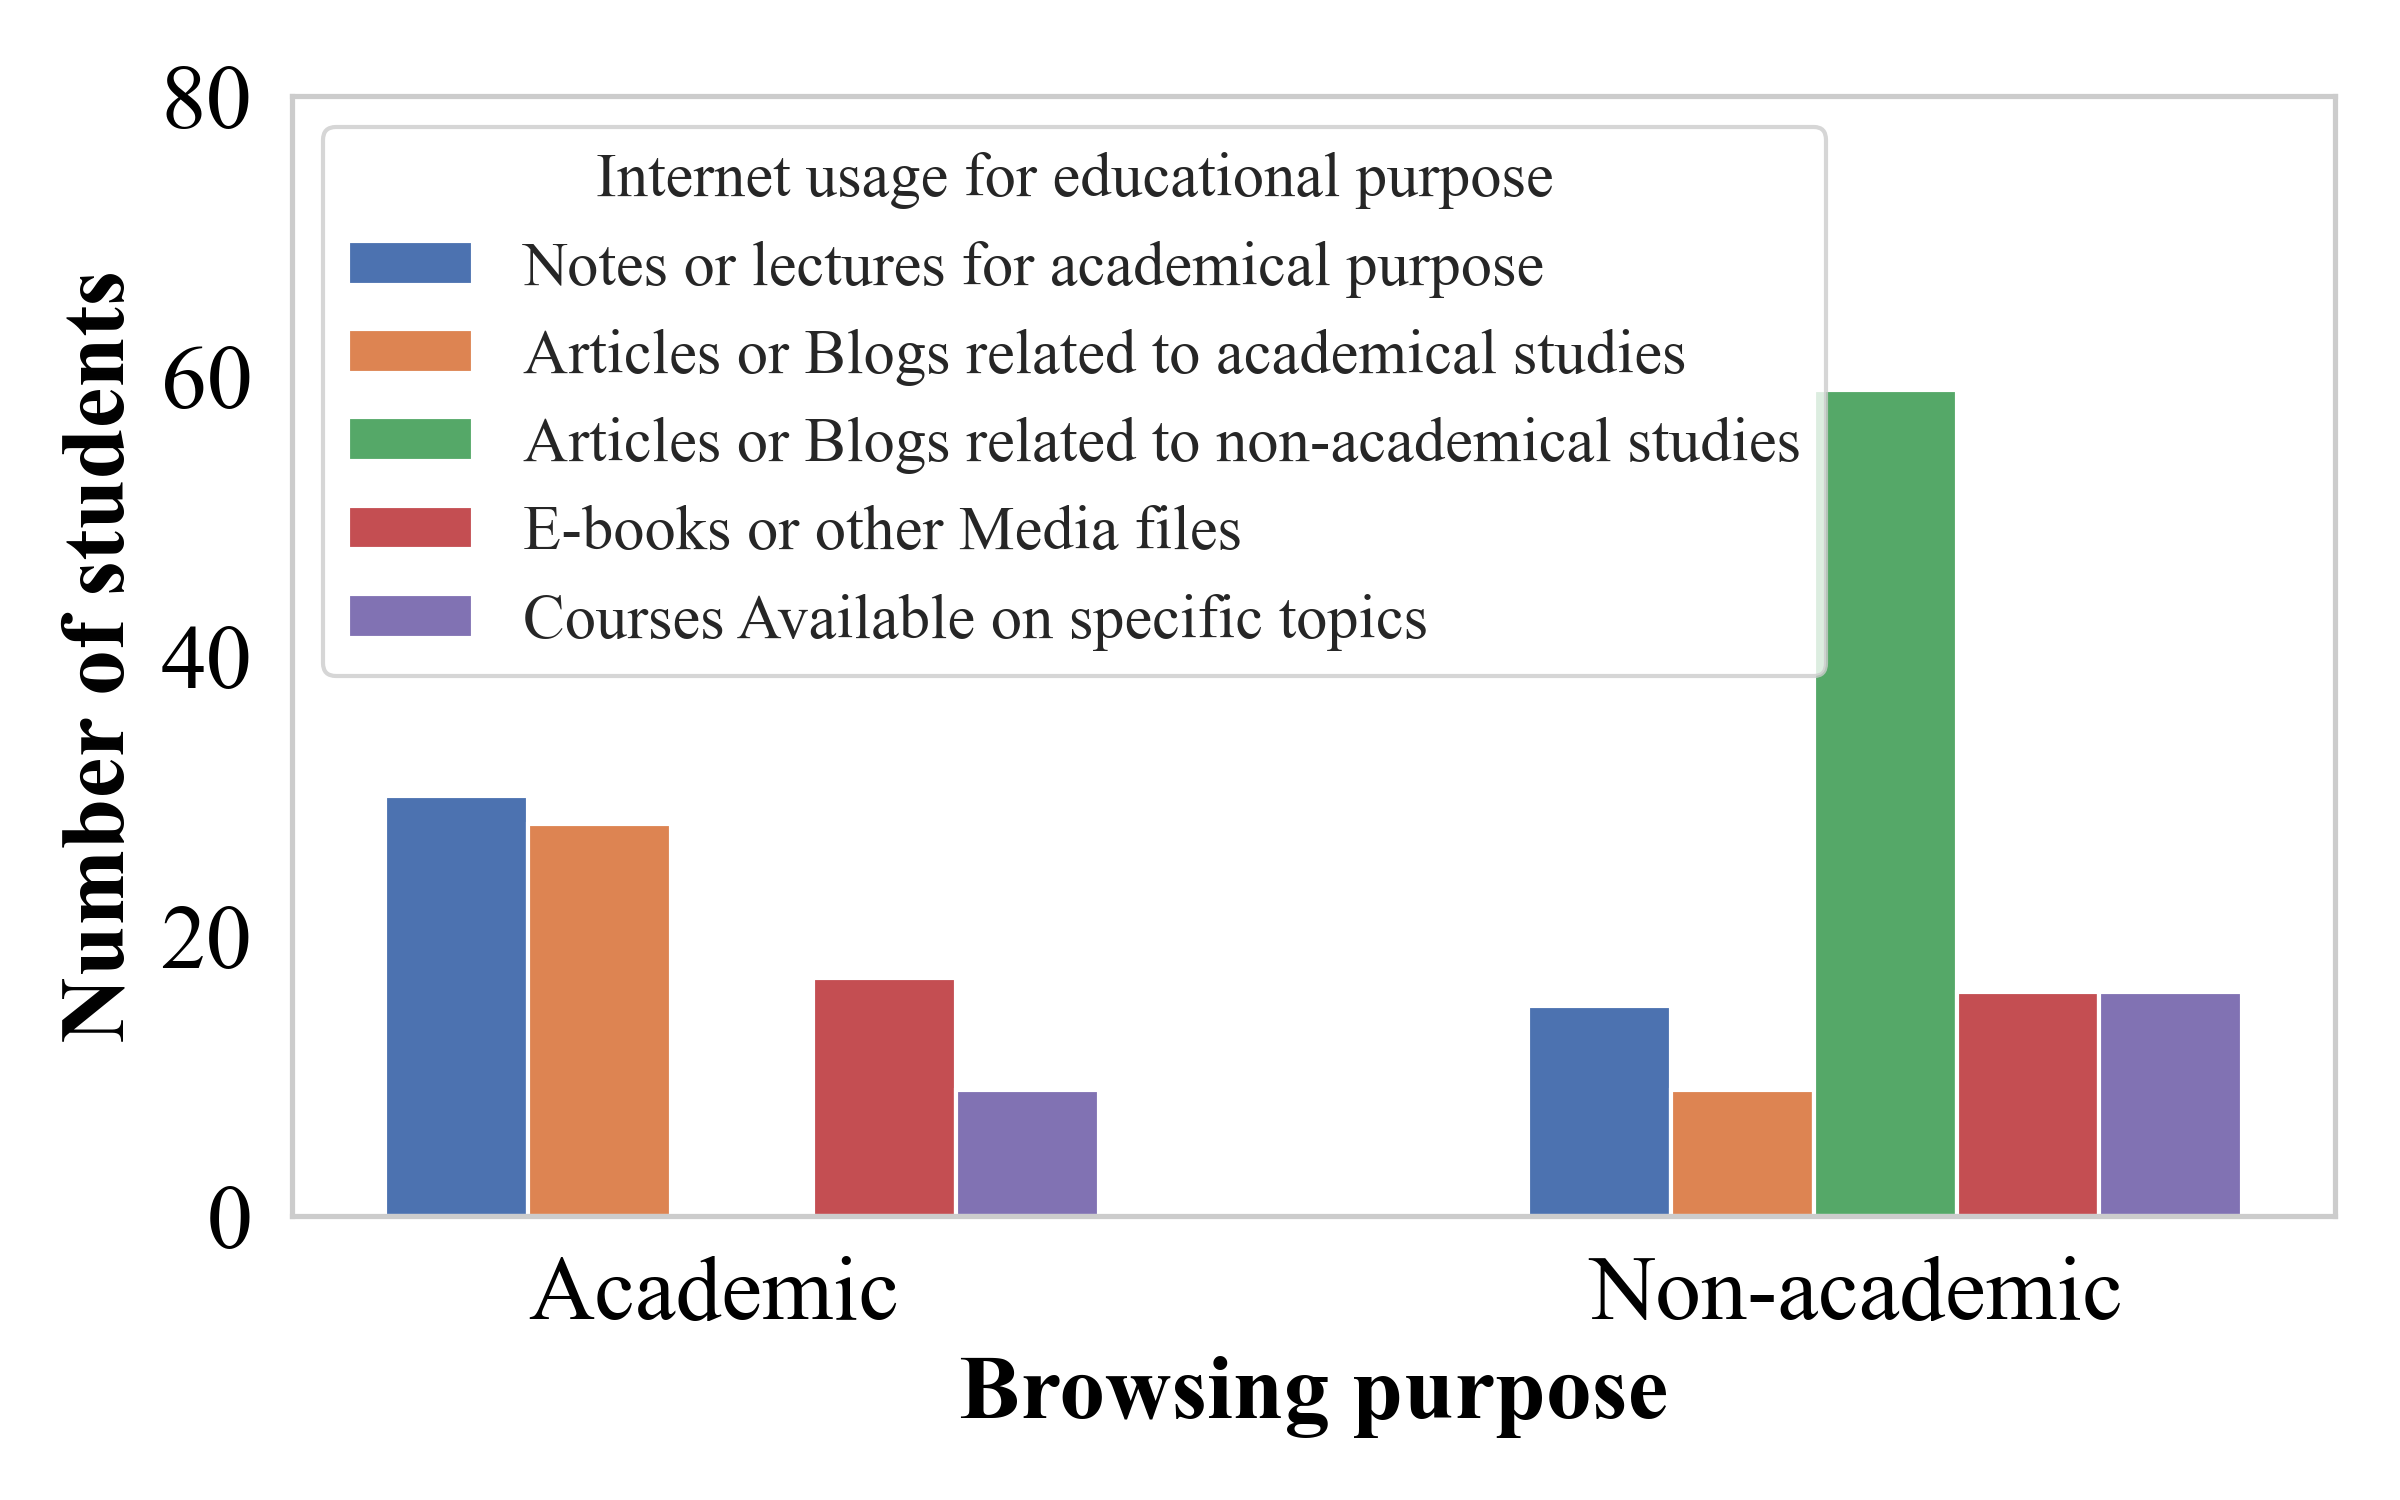 80
60
40
20
0
Number of students
Internet usage for educational purpose
Notes or lectures for academical purpose
Articles or Blogs related to academical studies
Articles or Blogs related to non-academical studies
E-books or other Media files
Courses Available on specific topics
Academic
Non-academic
Browsing purpose